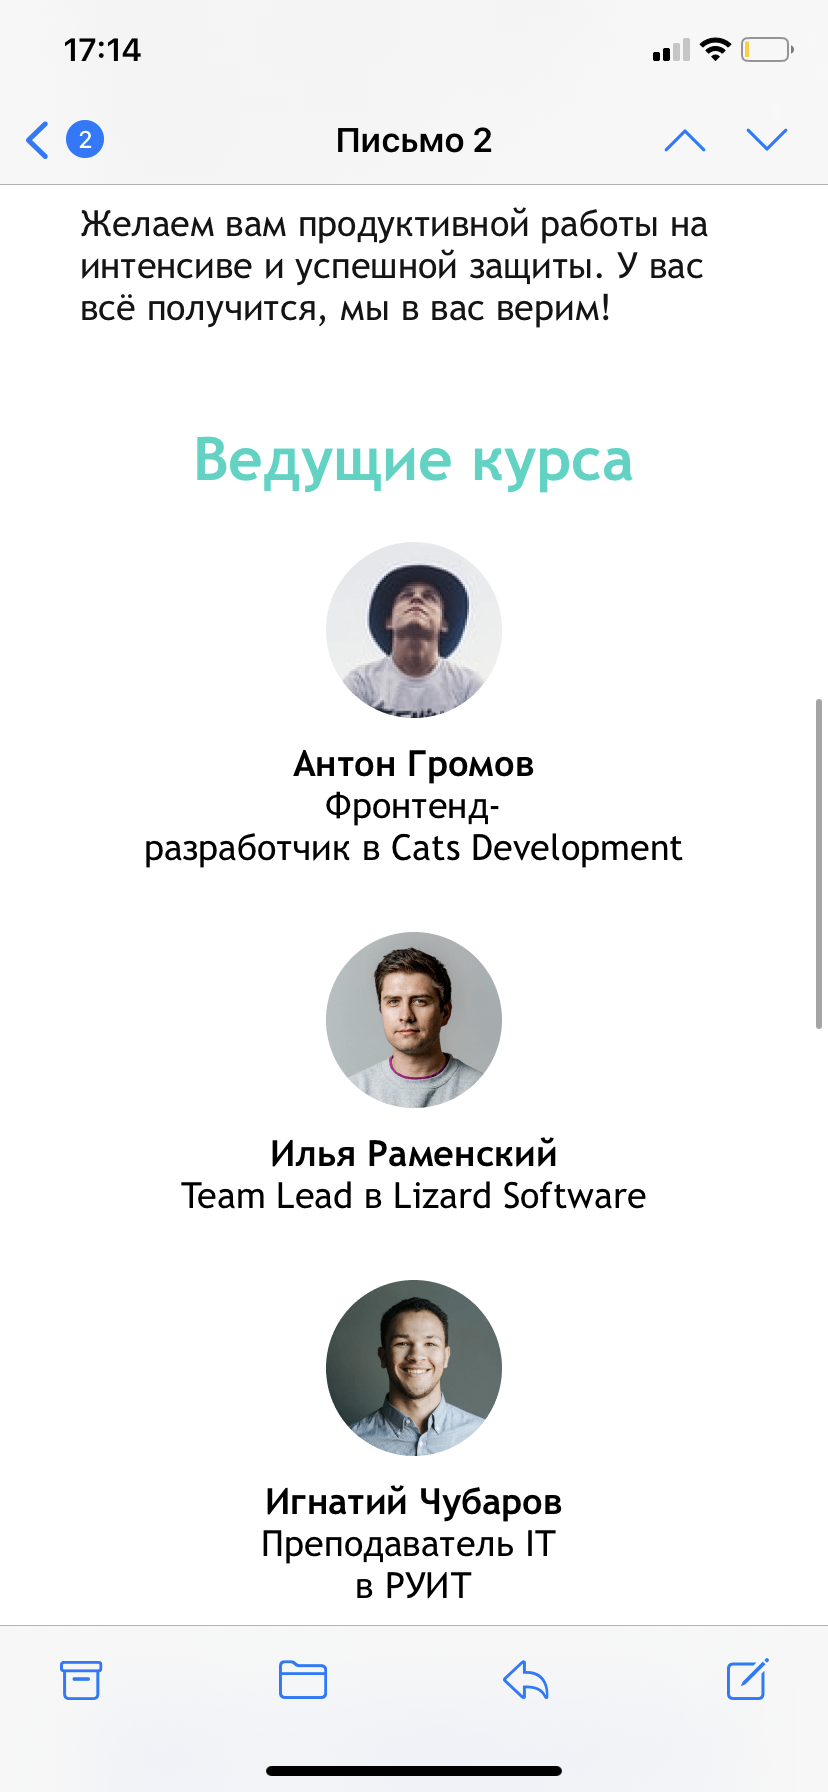 17:14
2
Письмо 2
Желаем вам продуктивной работы на
интенсиве и успешной защиты. У вас
всё получится, мы в вас верим!
Ведущие курса
Антон Громов
Фронтенд-
разработчик в Cats Development
Илья Раменский
Team Lead в Lizard Software
Игнатий Чубаров
Преподаватель IT
в РУИТ